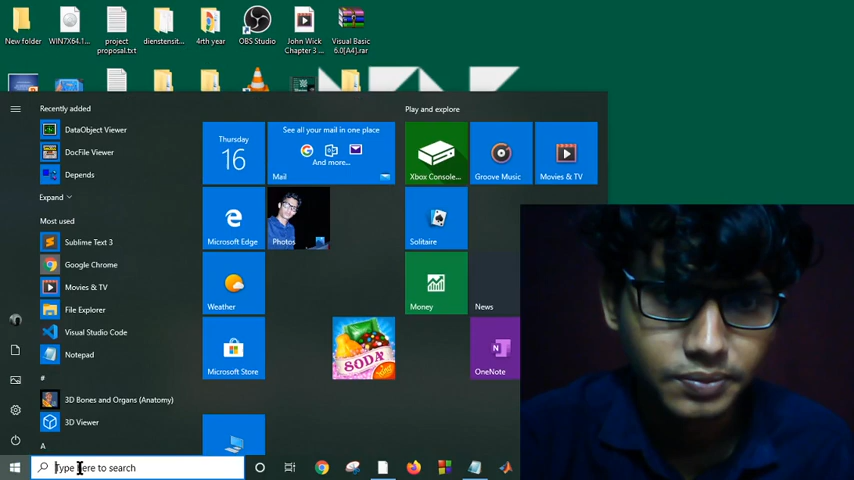 New folder
WIN7X64.1...
project
proposal.txt
dienstensit...
4th year
OBS Studio
John Wick
Chapter 3 ...
Visual Basic
6.0[A4].rar
Recently added
DataObject Viewer
DocFile Viewer
Depends
Expand
Most used
Sublime Text 3
Google Chrome
Movies & TV
File Explorer
Visual Studio Code
Notepad
#
3D Bones and Organs (Anatomy)
3D Viewer
A
Thursday
16
See all your mail in one place
And more...
Mail
Microsoft Edge
Photos
Weather
Microsoft Store
SODA
Play and explore
Xbox Console...
Groove Music
Movies & TV
Solitaire
Money
News
OneNote
Type here to search